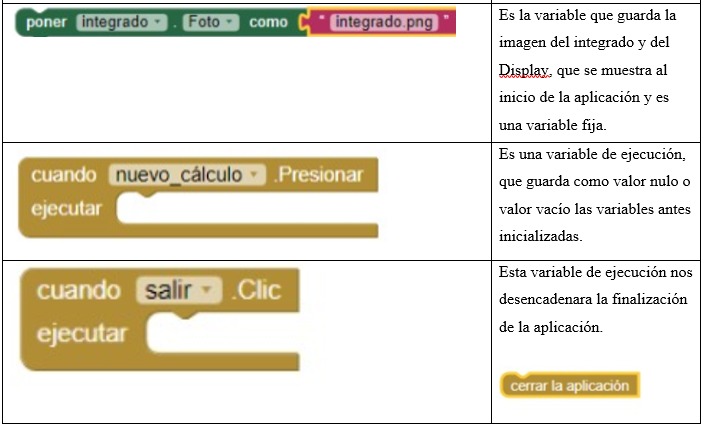 poner integrado . Foto como " integrado.png "
Es la variable que guarda la
imagen del integrado y del
Display, que se muestra al
inicio de la aplicación y es
una variable fija.
cuando nuevo_cálculo .Presionar
ejecutar
Es una variable de ejecución,
que guarda como valor nulo o
valor vacío las variables antes
inicializadas.
cuando salir .Clic
ejecutar
Esta variable de ejecución nos
desencadenara la finalización
de la aplicación.
cerrar la aplicación